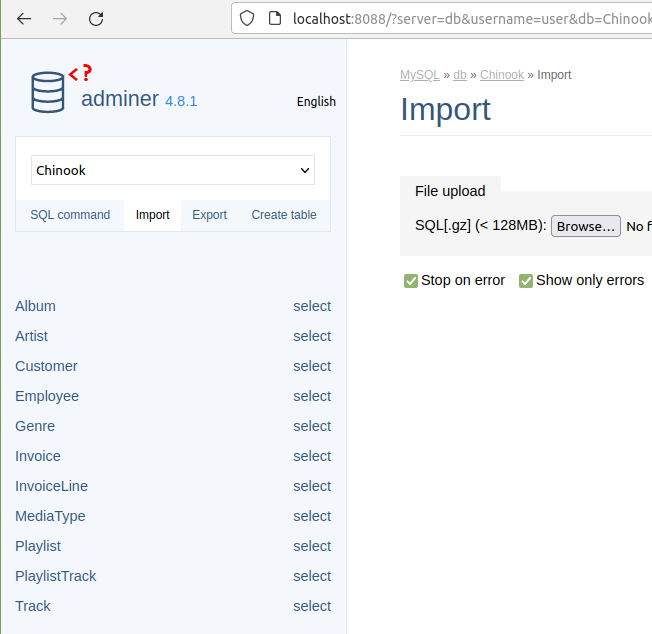 localhost:8088/?server=db&username=user&db=Chinook
<?
adminer 4.8.1
English
Chinook
SQL command Import Export Create table
Album select
Artist select
Customer select
Employee select
Genre select
Invoice select
InvoiceLine select
MediaType select
Playlist select
PlaylistTrack select
Track select
MySQL » db » Chinook » Import
Import
File upload
SQL[.gz] (< 128MB): Browse... No f
Stop on error Show only errors